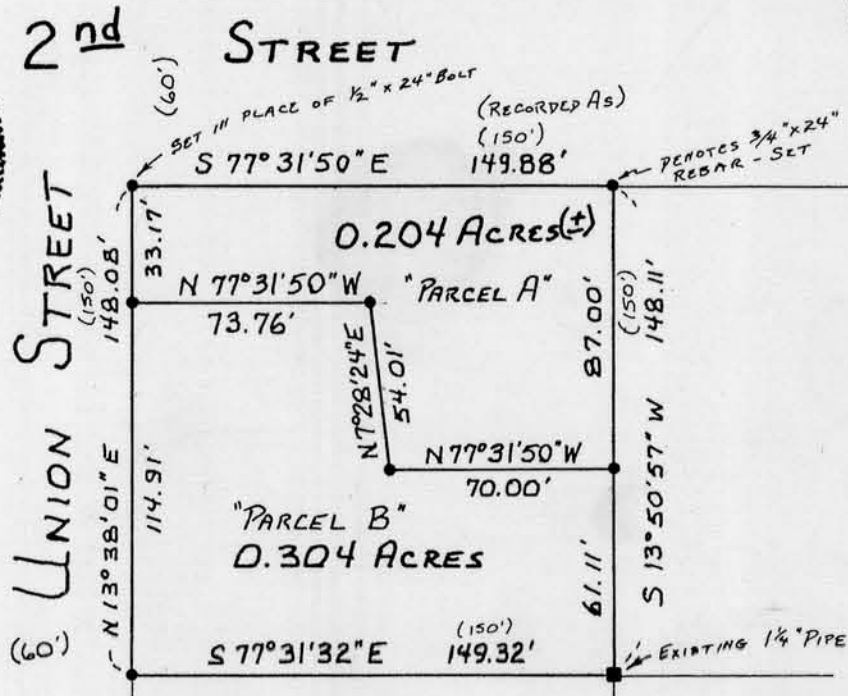 2nd STREET
(60')
SET IN PLACE OF 1/2" x 24" BOLT
(RECORDED AS)
(150')
S 77° 31'50" E 149.88'
DENOTES 3/4" x 24"
REBAR - SET
UNION STREET
(60')
(150')
148.08'
33.17'
0.204 ACRES(±)
"PARCEL A"
N 77°31'50" W
73.76'
N 7°28'24" E
54.01'
87.00'
(150')
148.11'
N 77°31'50" W
70.00'
N 13°38'01" E
114.91'
"PARCEL B"
0.304 ACRES
61.11'
S 13°50'57" W
S 77°31'32" E
(150')
149.32'
EXISTING 1 1/4" PIPE